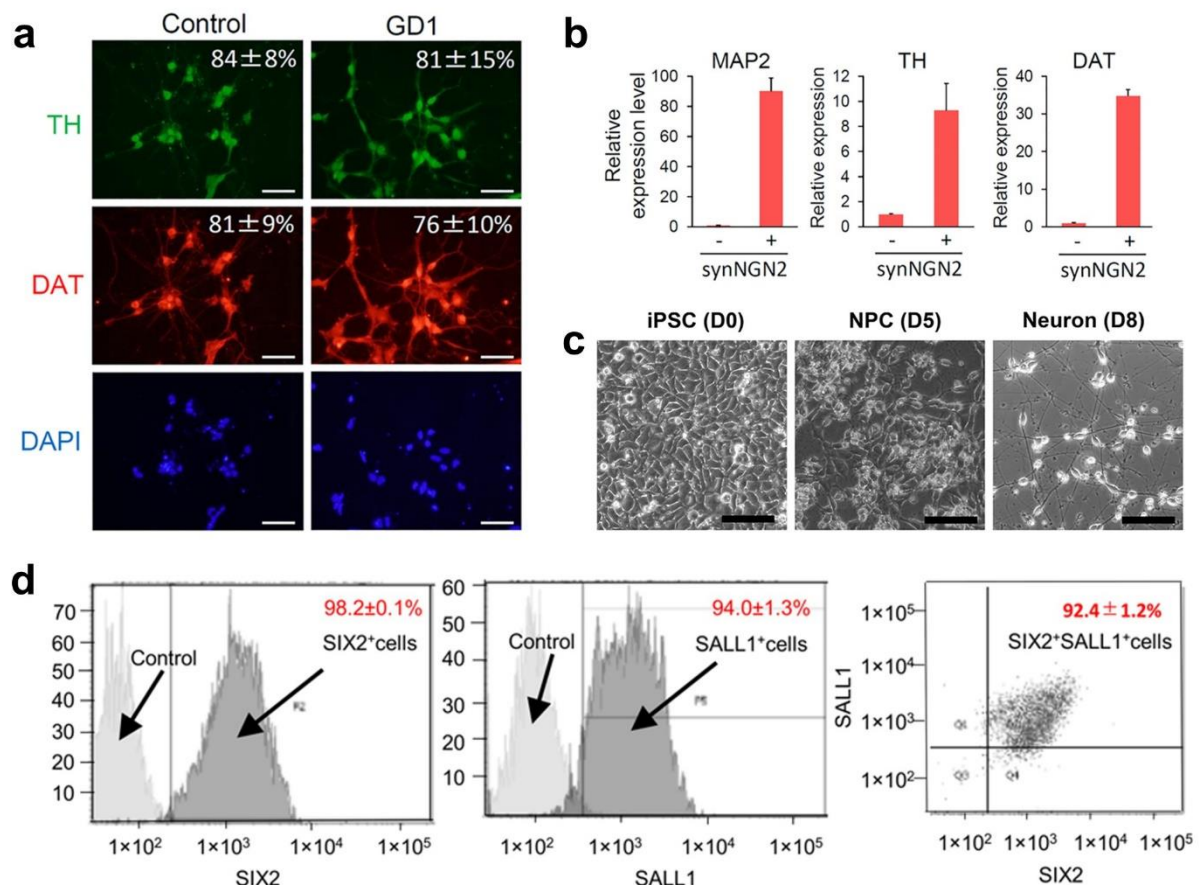 a
Control GD1
84±8% 81±15%
TH
81±9% 76±10%
DAT
DAPI
b
MAP2 TH DAT
Relative expression level
100
80
60
40
20
0
- +
synNGN2
Relative expression
12
10
8
6
4
2
0
- +
synNGN2
Relative expression
40
30
20
10
0
- +
synNGN2
c
iPSC (D0) NPC (D5) Neuron (D8)
d
70
60
50
40
30
20
10
98.2±0.1%
SIX2⁺cells
Control
1×10² 1×10³ 1×10⁴ 1×10⁵
SIX2
60
50
40
30
20
10
0
94.0±1.3%
SALL1⁺cells
Control
1×10² 1×10³ 1×10⁴ 1×10⁵
SALL1
SALL1
1×10⁵
1×10⁴
1×10³
1×10²
92.4±1.2%
SIX2⁺SALL1⁺cells
Q3 Q4
1×10² 1×10³ 1×10⁴ 1×10⁵
SIX2